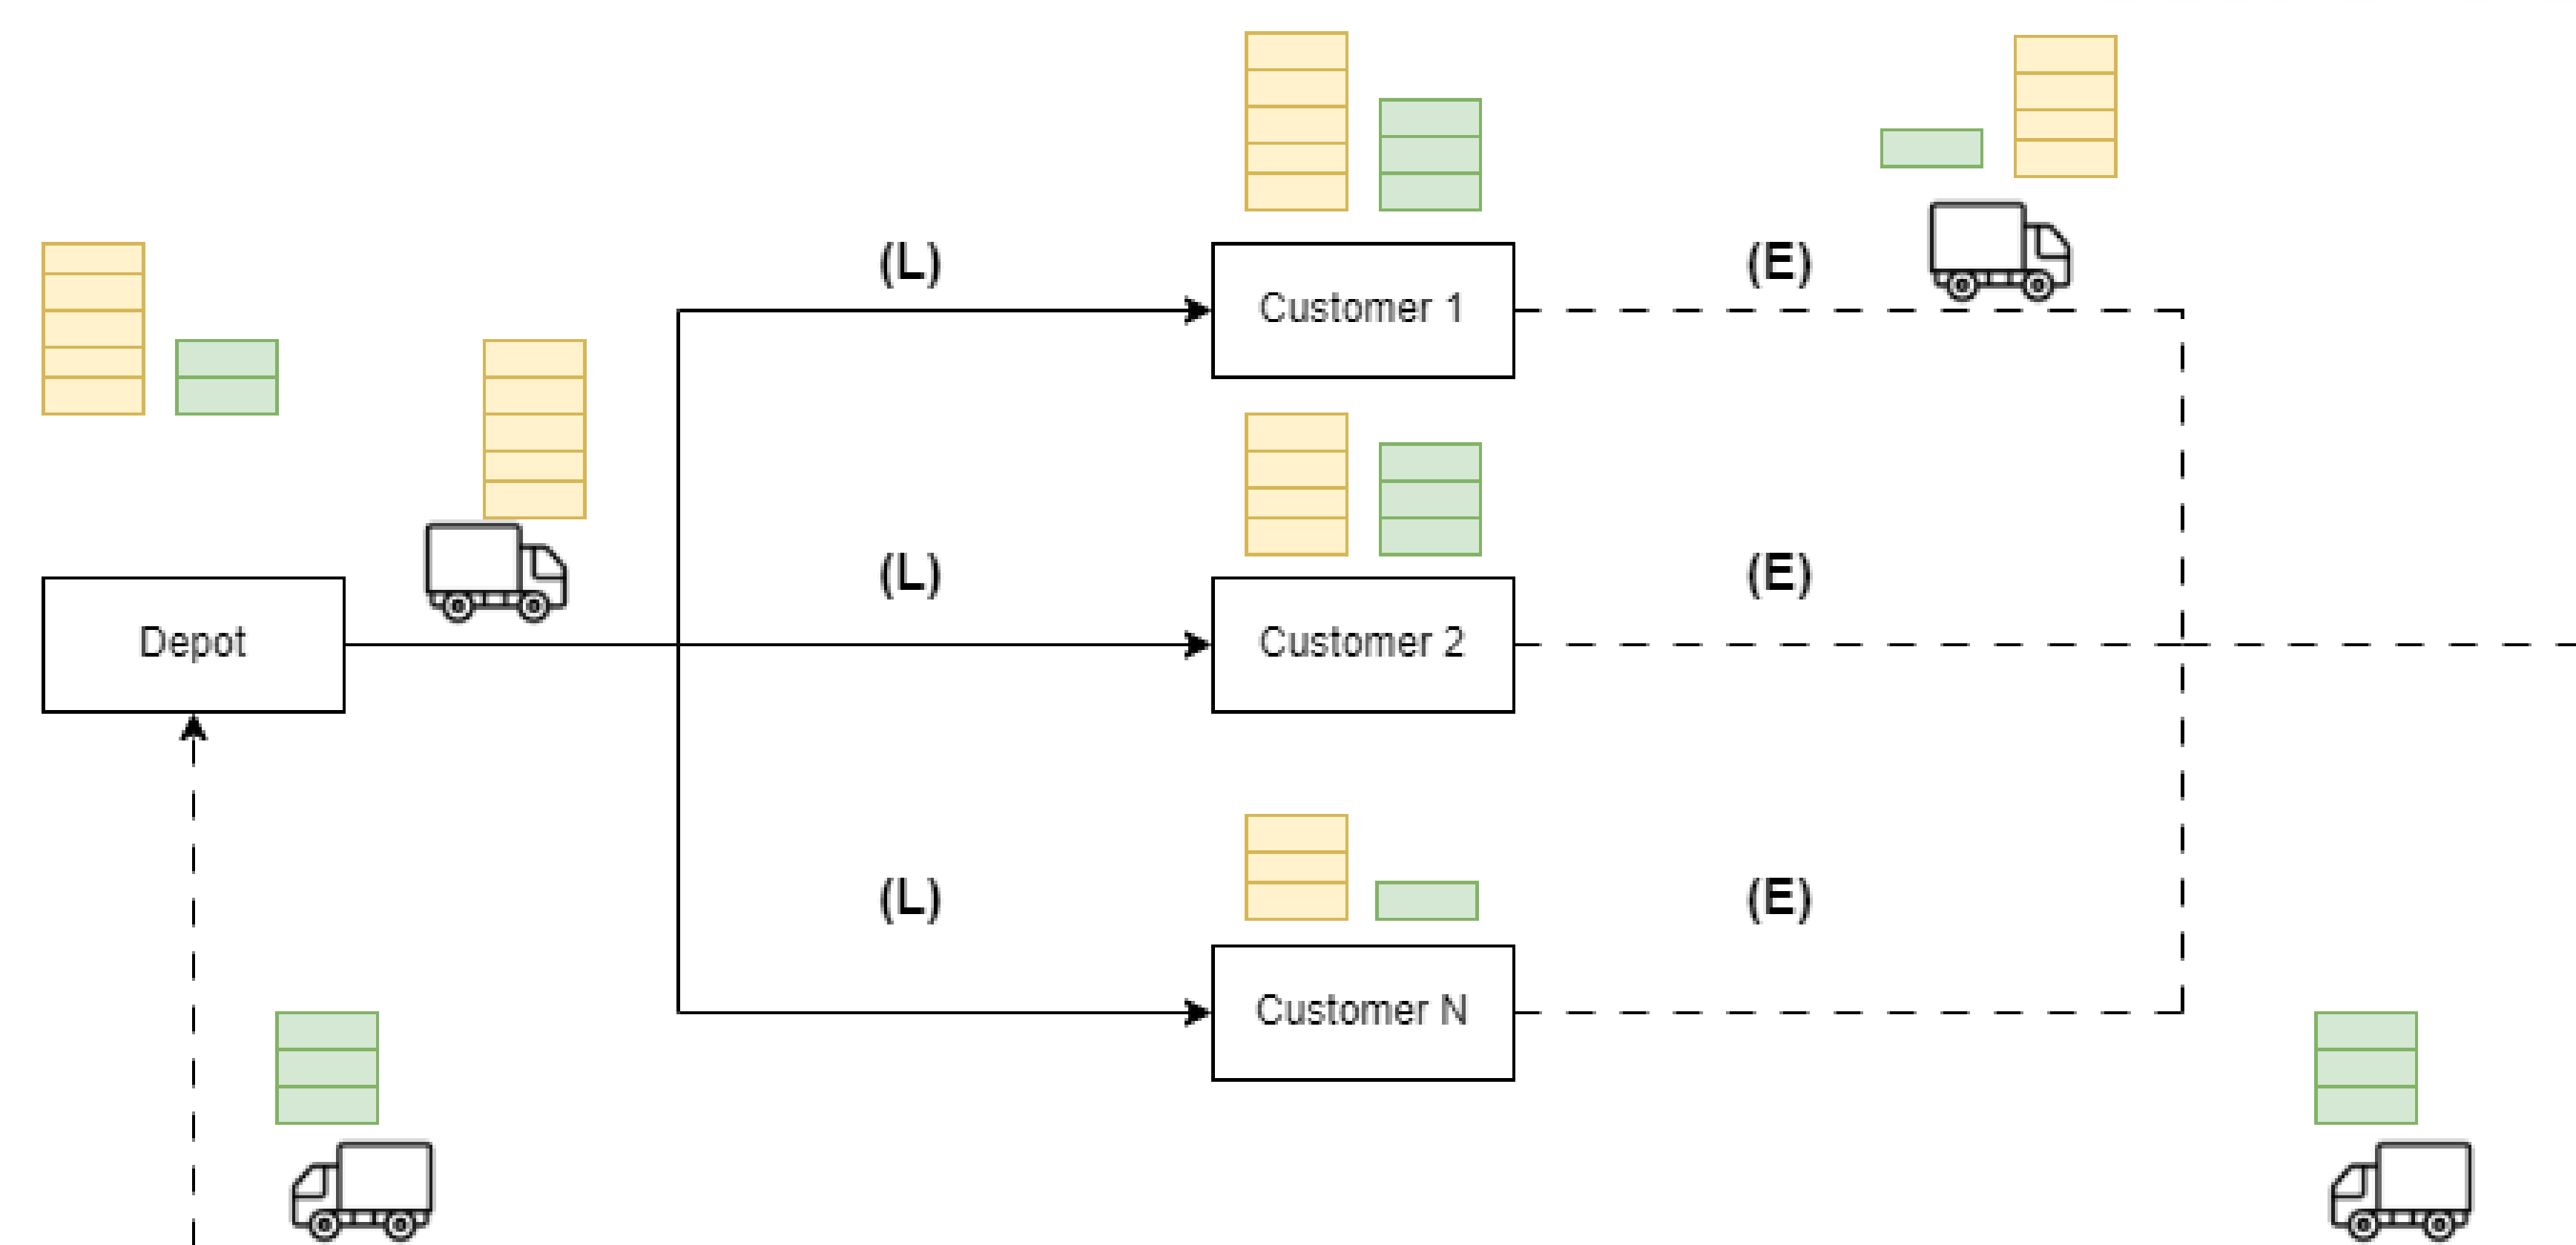 (L)
Customer 1
(E)
Depot
(L)
Customer 2
(E)
(L)
Customer N
(E)